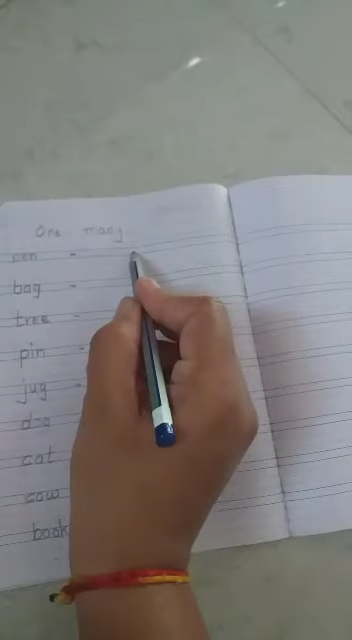 One many
pen -
bag -
tree -
pin -
jug -
dog
cat
cow
book